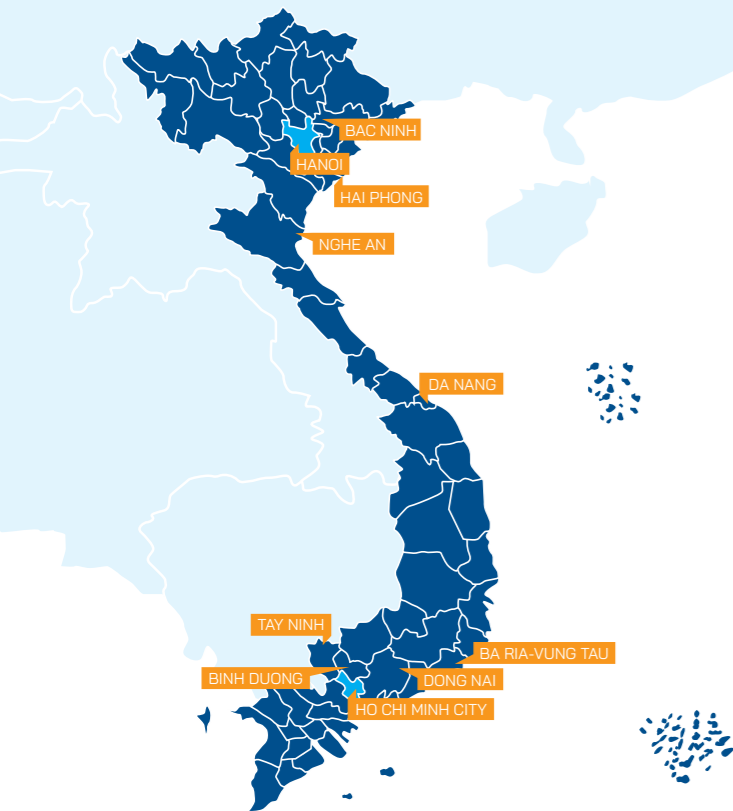 BAC NINH
HANOI
HAI PHONG
NGHE AN
DA NANG
TAY NINH
BA RIA-VUNG TAU
BINH DUONG
DONG NAI
HO CHI MINH CITY